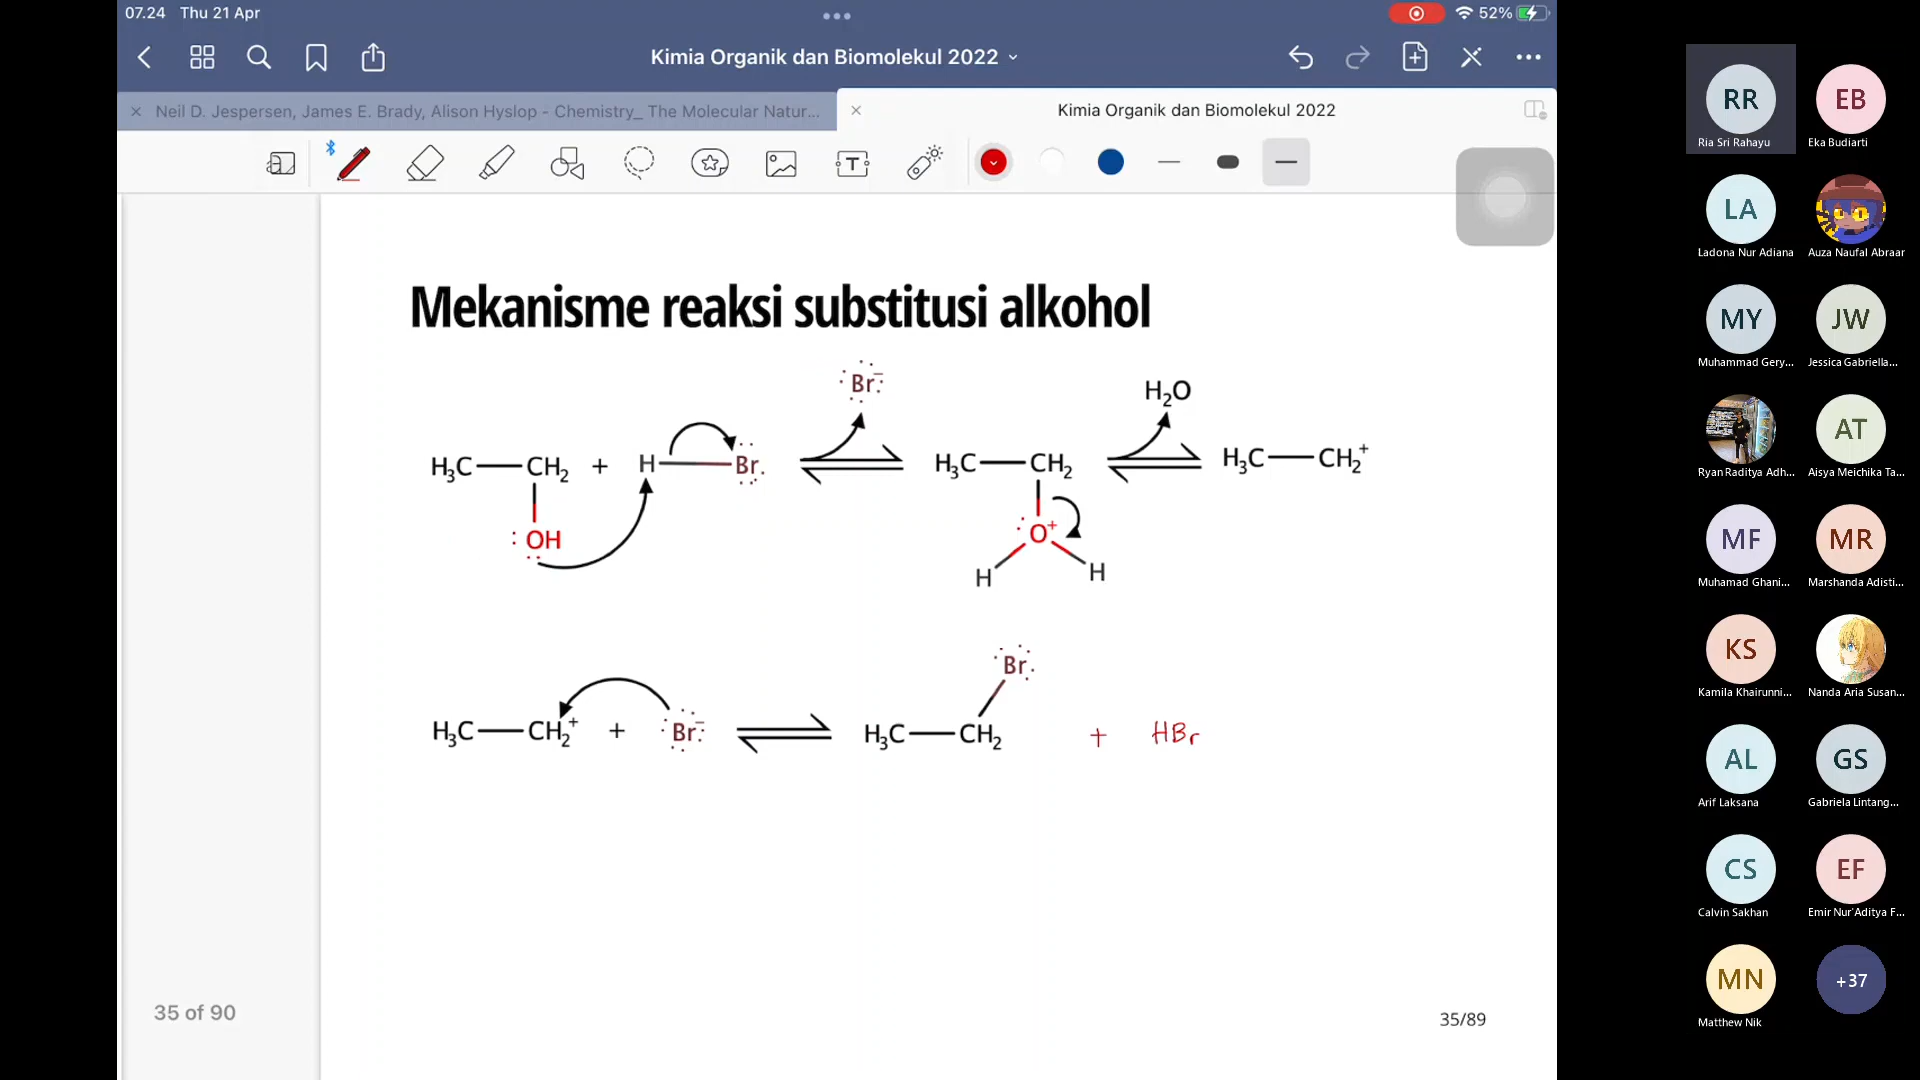 07.24 Thu 21 Apr
52%
Kimia Organik dan Biomolekul 2022
Neil D. Jespersen, James E. Brady, Alison Hyslop - Chemistry_ The Molecular Natur...
Kimia Organik dan Biomolekul 2022
T
Mekanisme reaksi substitusi alkohol
Br⁻
H₂O
H₃C—CH₂ + H—Br
H₃C—CH₂
H₃C—CH₂⁺
OH
O⁺
H H
Br
H₃C—CH₂⁺ + Br⁻
H₃C—CH₂ + HBr
35 of 90
35/89
RR
EB
Ria Sri Rahayu
Eka Budiarti
LA
Ladona Nur Adiana
Auza Naufal Abraar
MY
JW
Muhammad Gery...
Jessica Gabriella...
AT
Ryan Raditya Adh...
Aisya Meichika Ta...
MF
MR
Muhamad Ghani...
Marshanda Adisti...
KS
Kamila Khairunni...
Nanda Aria Susan...
AL
GS
Arif Laksana
Gabriela Lintang...
CS
EF
Calvin Sakhan
Emir Nur'Aditya F...
MN
+37
Matthew Nik